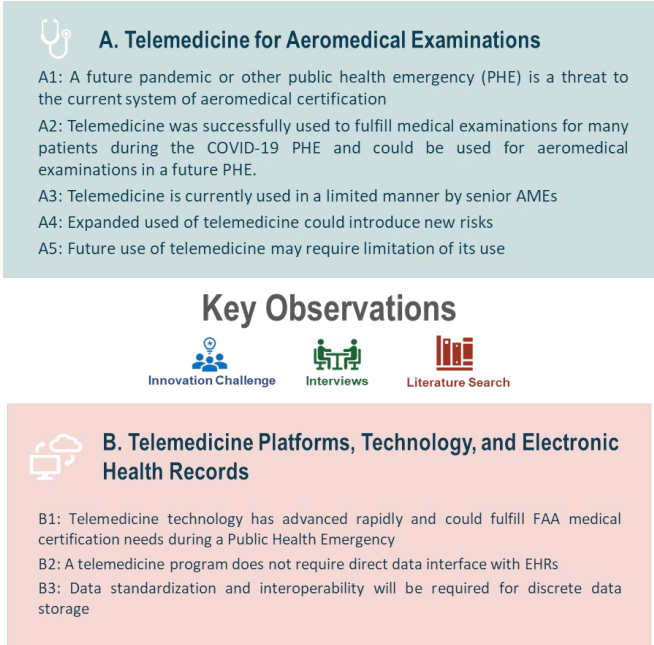 A. Telemedicine for Aeromedical Examinations
A1: A future pandemic or other public health emergency (PHE) is a threat to
the current system of aeromedical certification
A2: Telemedicine was successfully used to fulfill medical examinations for many
patients during the COVID-19 PHE and could be used for aeromedical
examinations in a future PHE.
A3: Telemedicine is currently used in a limited manner by senior AMEs
A4: Expanded used of telemedicine could introduce new risks
A5: Future use of telemedicine may require limitation of its use
Key Observations
Innovation Challenge
Interviews
Literature Search
B. Telemedicine Platforms, Technology, and Electronic
Health Records
B1: Telemedicine technology has advanced rapidly and could fulfill FAA medical
certification needs during a Public Health Emergency
B2: A telemedicine program does not require direct data interface with EHRs
B3: Data standardization and interoperability will be required for discrete data
storage